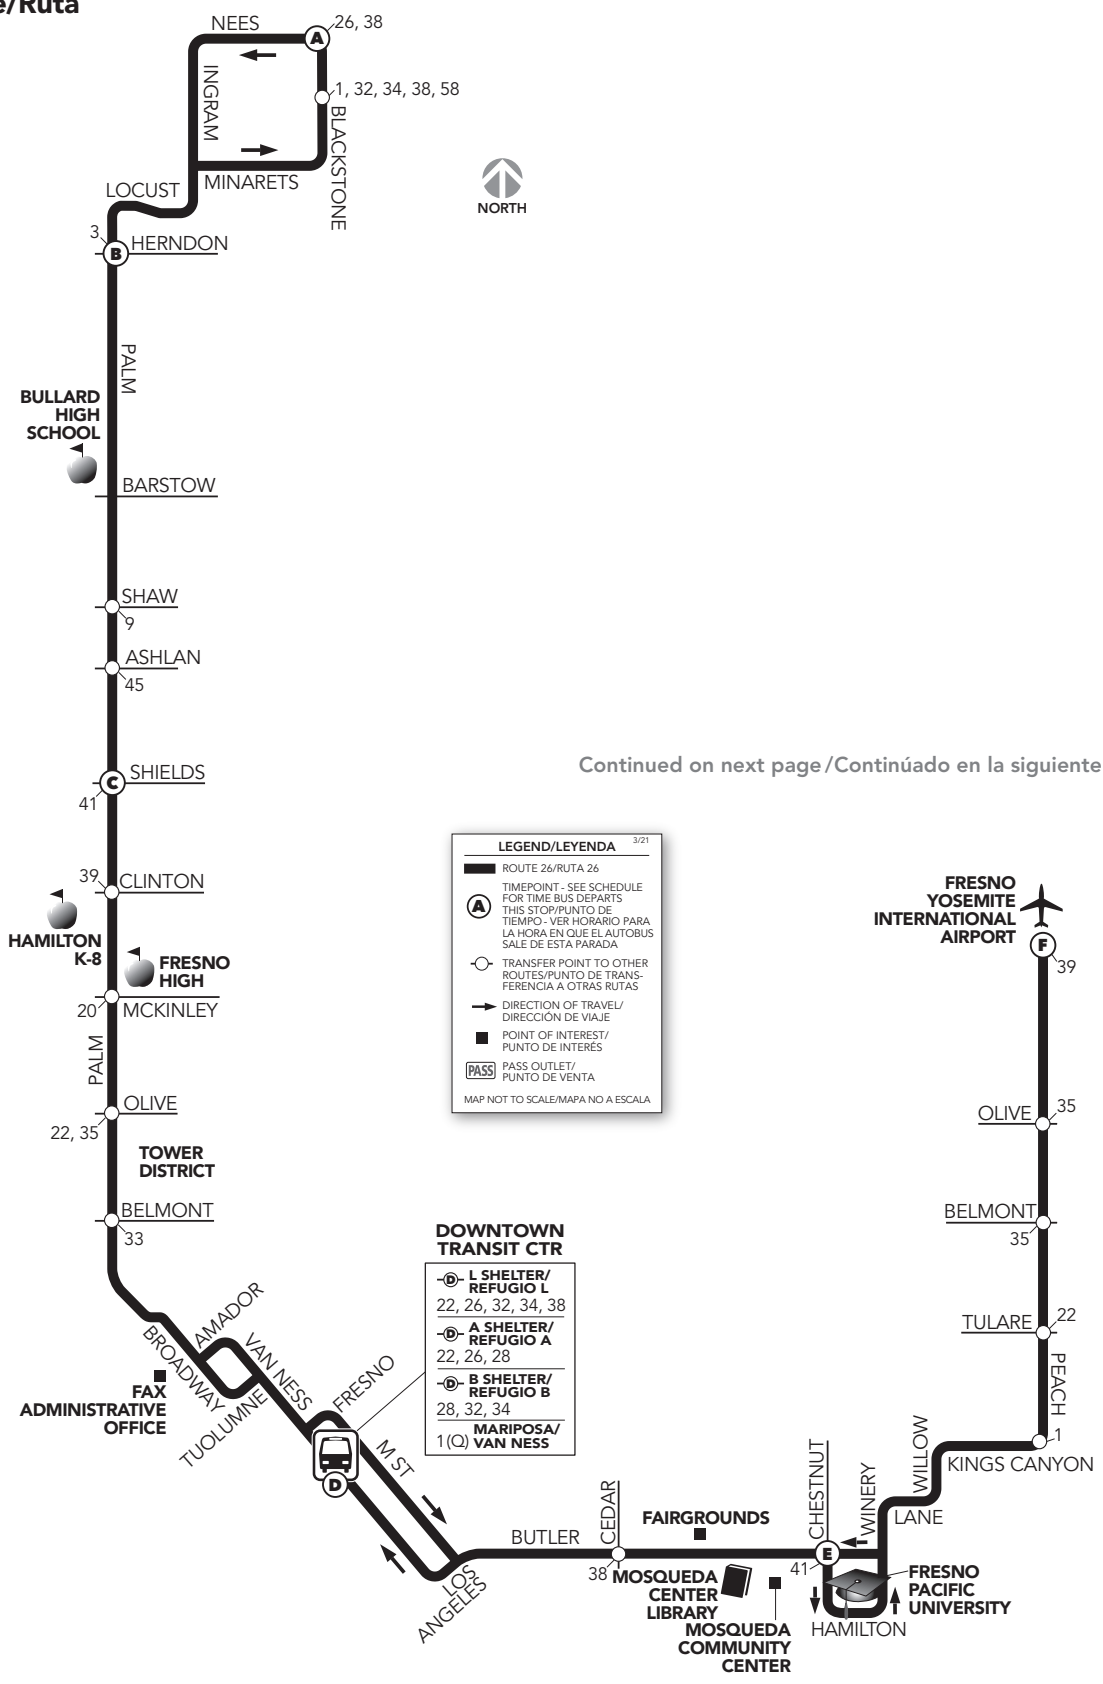 e/Ruta
NEES
A
26, 38
INGRAM
1, 32, 34, 38, 58
BLACKSTONE
MINARETS
LOCUST
NORTH
3
B
HERNDON
PALM
BULLARD
HIGH
SCHOOL
BARSTOW
SHAW
9
ASHLAN
45
Continued on next page/Continúado en la siguiente
C
SHIELDS
41
39
CLINTON
HAMILTON
K-8
FRESNO
HIGH
20
MCKINLEY
PALM
OLIVE
22, 35
TOWER
DISTRICT
BELMONT
33
LEGEND/LEYENDA
3/21
ROUTE 26/RUTA 26
A
TIMEPOINT - SEE SCHEDULE
FOR TIME BUS DEPARTS
THIS STOP/PUNTO DE
TIEMPO - VER HORARIO PARA
LA HORA EN QUE EL AUTOBUS
SALE DE ESTA PARADA
TRANSFER POINT TO OTHER
ROUTES/PUNTO DE TRANS-
FERENCIA A OTRAS RUTAS
DIRECTION OF TRAVEL/
DIRECCIÓN DE VIAJE
POINT OF INTEREST/
PUNTO DE INTERÉS
PASS
PASS OUTLET/
PUNTO DE VENTA
MAP NOT TO SCALE/MAPA NO A ESCALA
FRESNO
YOSEMITE
INTERNATIONAL
AIRPORT
F
39
OLIVE
35
BELMONT
35
TULARE
22
PEACH
1
KINGS CANYON
WILLOW
LANE
WINERY
CHESTNUT
AMADOR
BROADWAY
VAN NESS
TUOLUMNE
FAX
ADMINISTRATIVE
OFFICE
FRESNO
M ST
D
DOWNTOWN
TRANSIT CTR
D L SHELTER/
REFUGIO L
22, 26, 32, 34, 38
D A SHELTER/
REFUGIO A
22, 26, 28
D B SHELTER/
REFUGIO B
28, 32, 34
1 (Q) MARIPOSA/
VAN NESS
LOS
ANGELES
BUTLER
CEDAR
38
FAIRGROUNDS
E
41
MOSQUEDA
CENTER
LIBRARY
MOSQUEDA
COMMUNITY
CENTER
FRESNO
PACIFIC
UNIVERSITY
HAMILTON